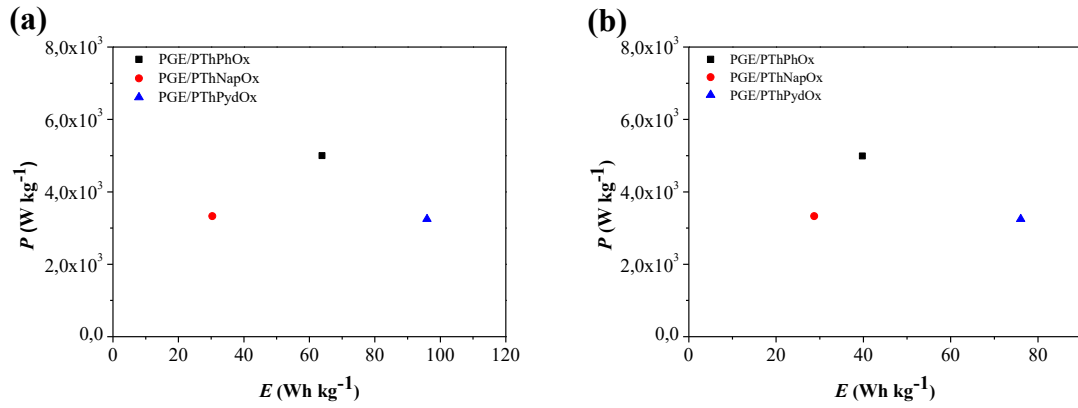 (a)
8,0x10³
PGE/PThPhOx
PGE/PThNapOx
PGE/PThPydOx
6,0x10³
P (W kg⁻¹)
4,0x10³
2,0x10³
0,0
0 20 40 60 80 100 120
E (Wh kg⁻¹)
(b)
8,0x10³
PGE/PThPhOx
PGE/PThNapOx
PGE/PThPydOx
6,0x10³
P (W kg⁻¹)
4,0x10³
2,0x10³
0,0
0 20 40 60 80
E (Wh kg⁻¹)